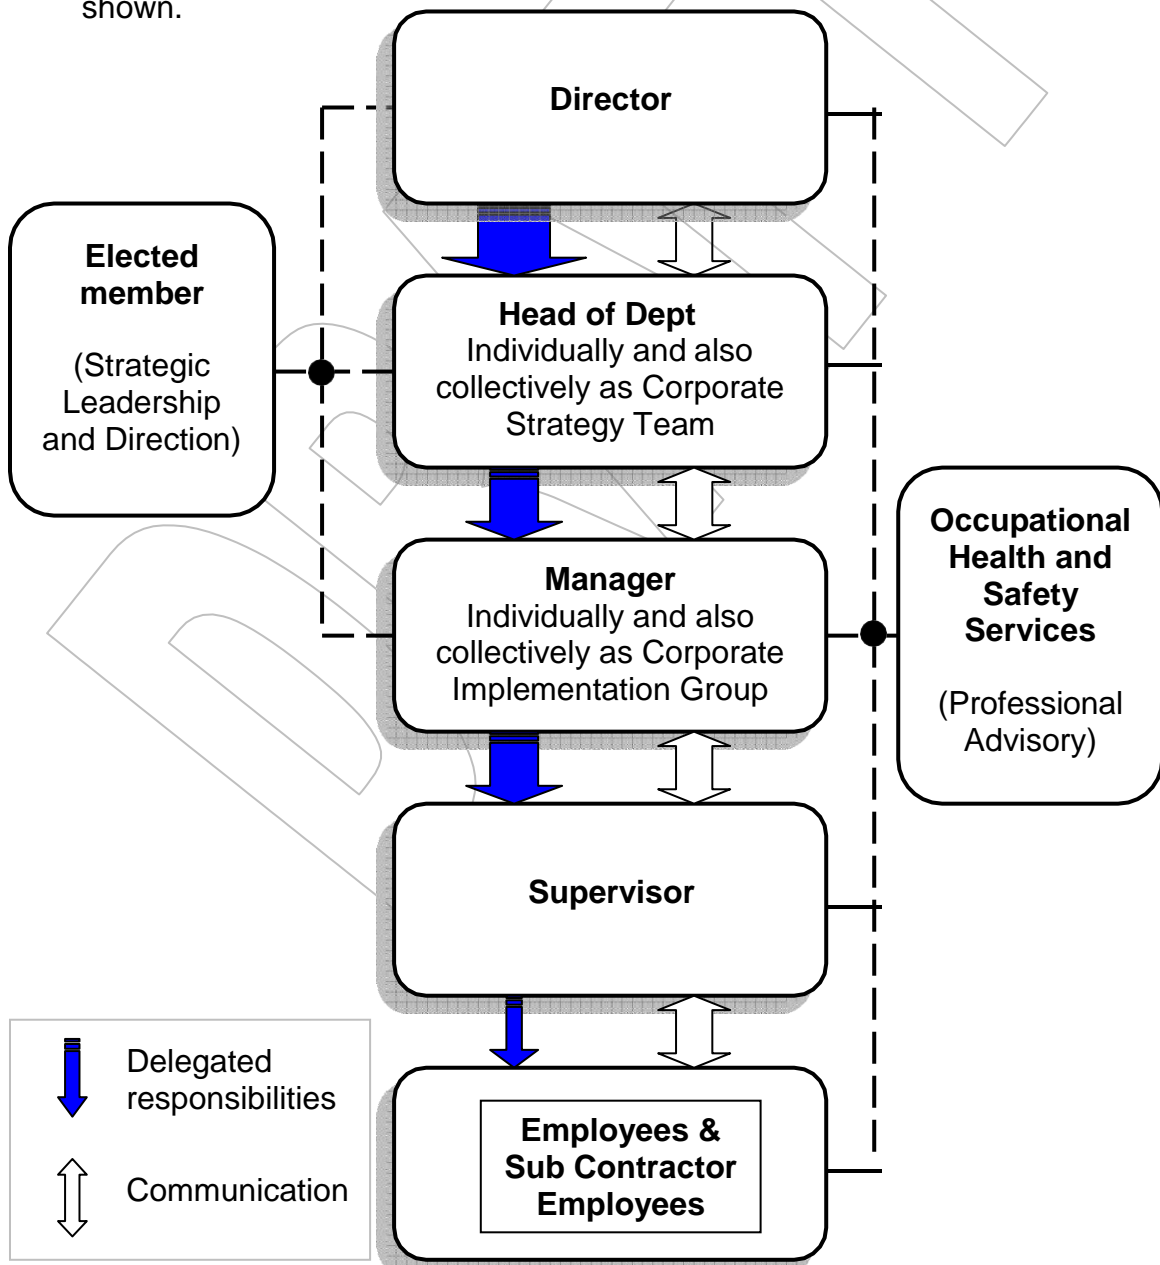 shown.
Director
Elected
member
(Strategic
Leadership
and Direction)
Head of Dept
Individually and also
collectively as Corporate
Strategy Team
Manager
Individually and also
collectively as Corporate
Implementation Group
Occupational
Health and
Safety
Services
(Professional
Advisory)
Supervisor
Delegated
responsibilities
Communication
Employees &
Sub Contractor
Employees